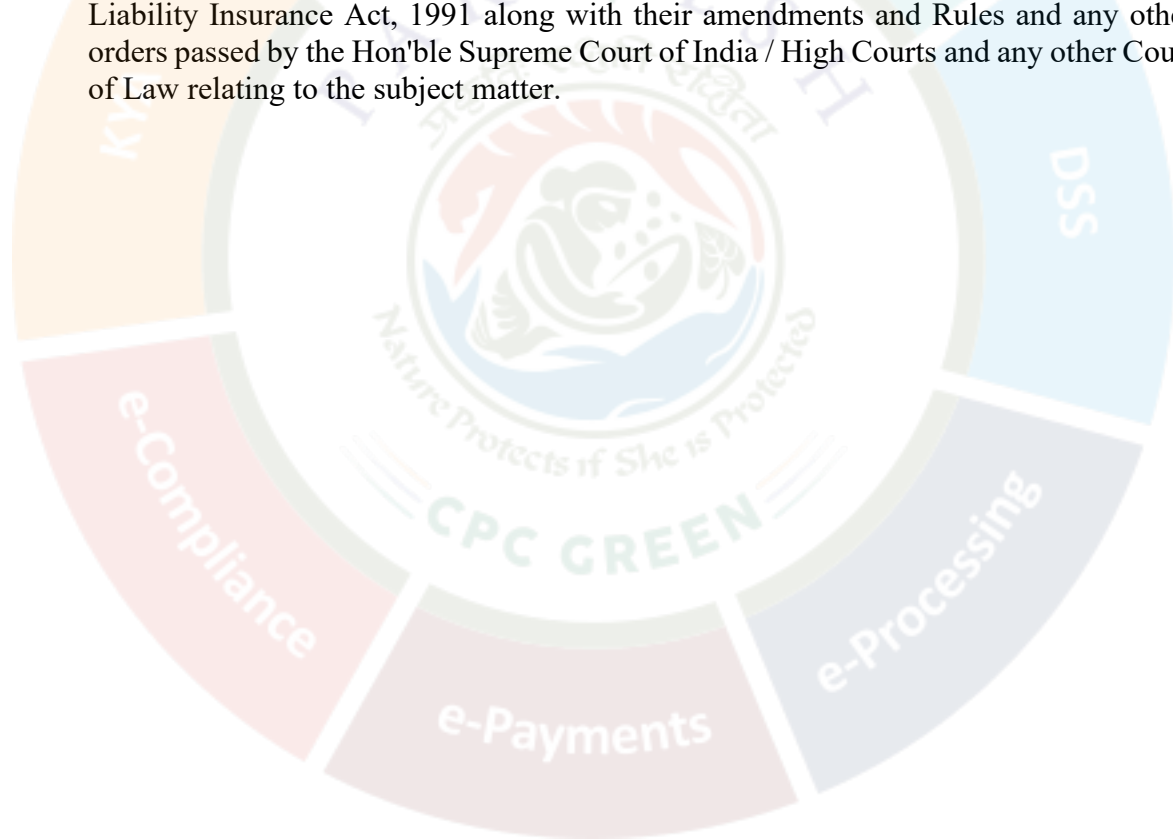 Liability Insurance Act, 1991 along with their amendments and Rules and any othe
orders passed by the Hon'ble Supreme Court of India / High Courts and any other Cou
of Law relating to the subject matter.
KYA
DSS
Nature Protects if She is Protected
CPC GREEN
e-Compliance
e-Processing
e-Payments